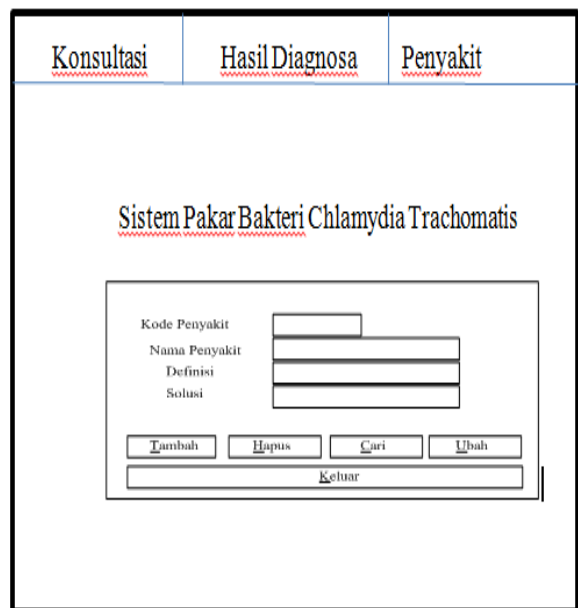 Konsultasi Hasil Diagnosa Penyakit
Sistem Pakar Bakteri Chlamydia Trachomatis
Kode Penyakit
Nama Penyakit
Definisi
Solusi
Tambah Hapus Cari Ubah
Keluar